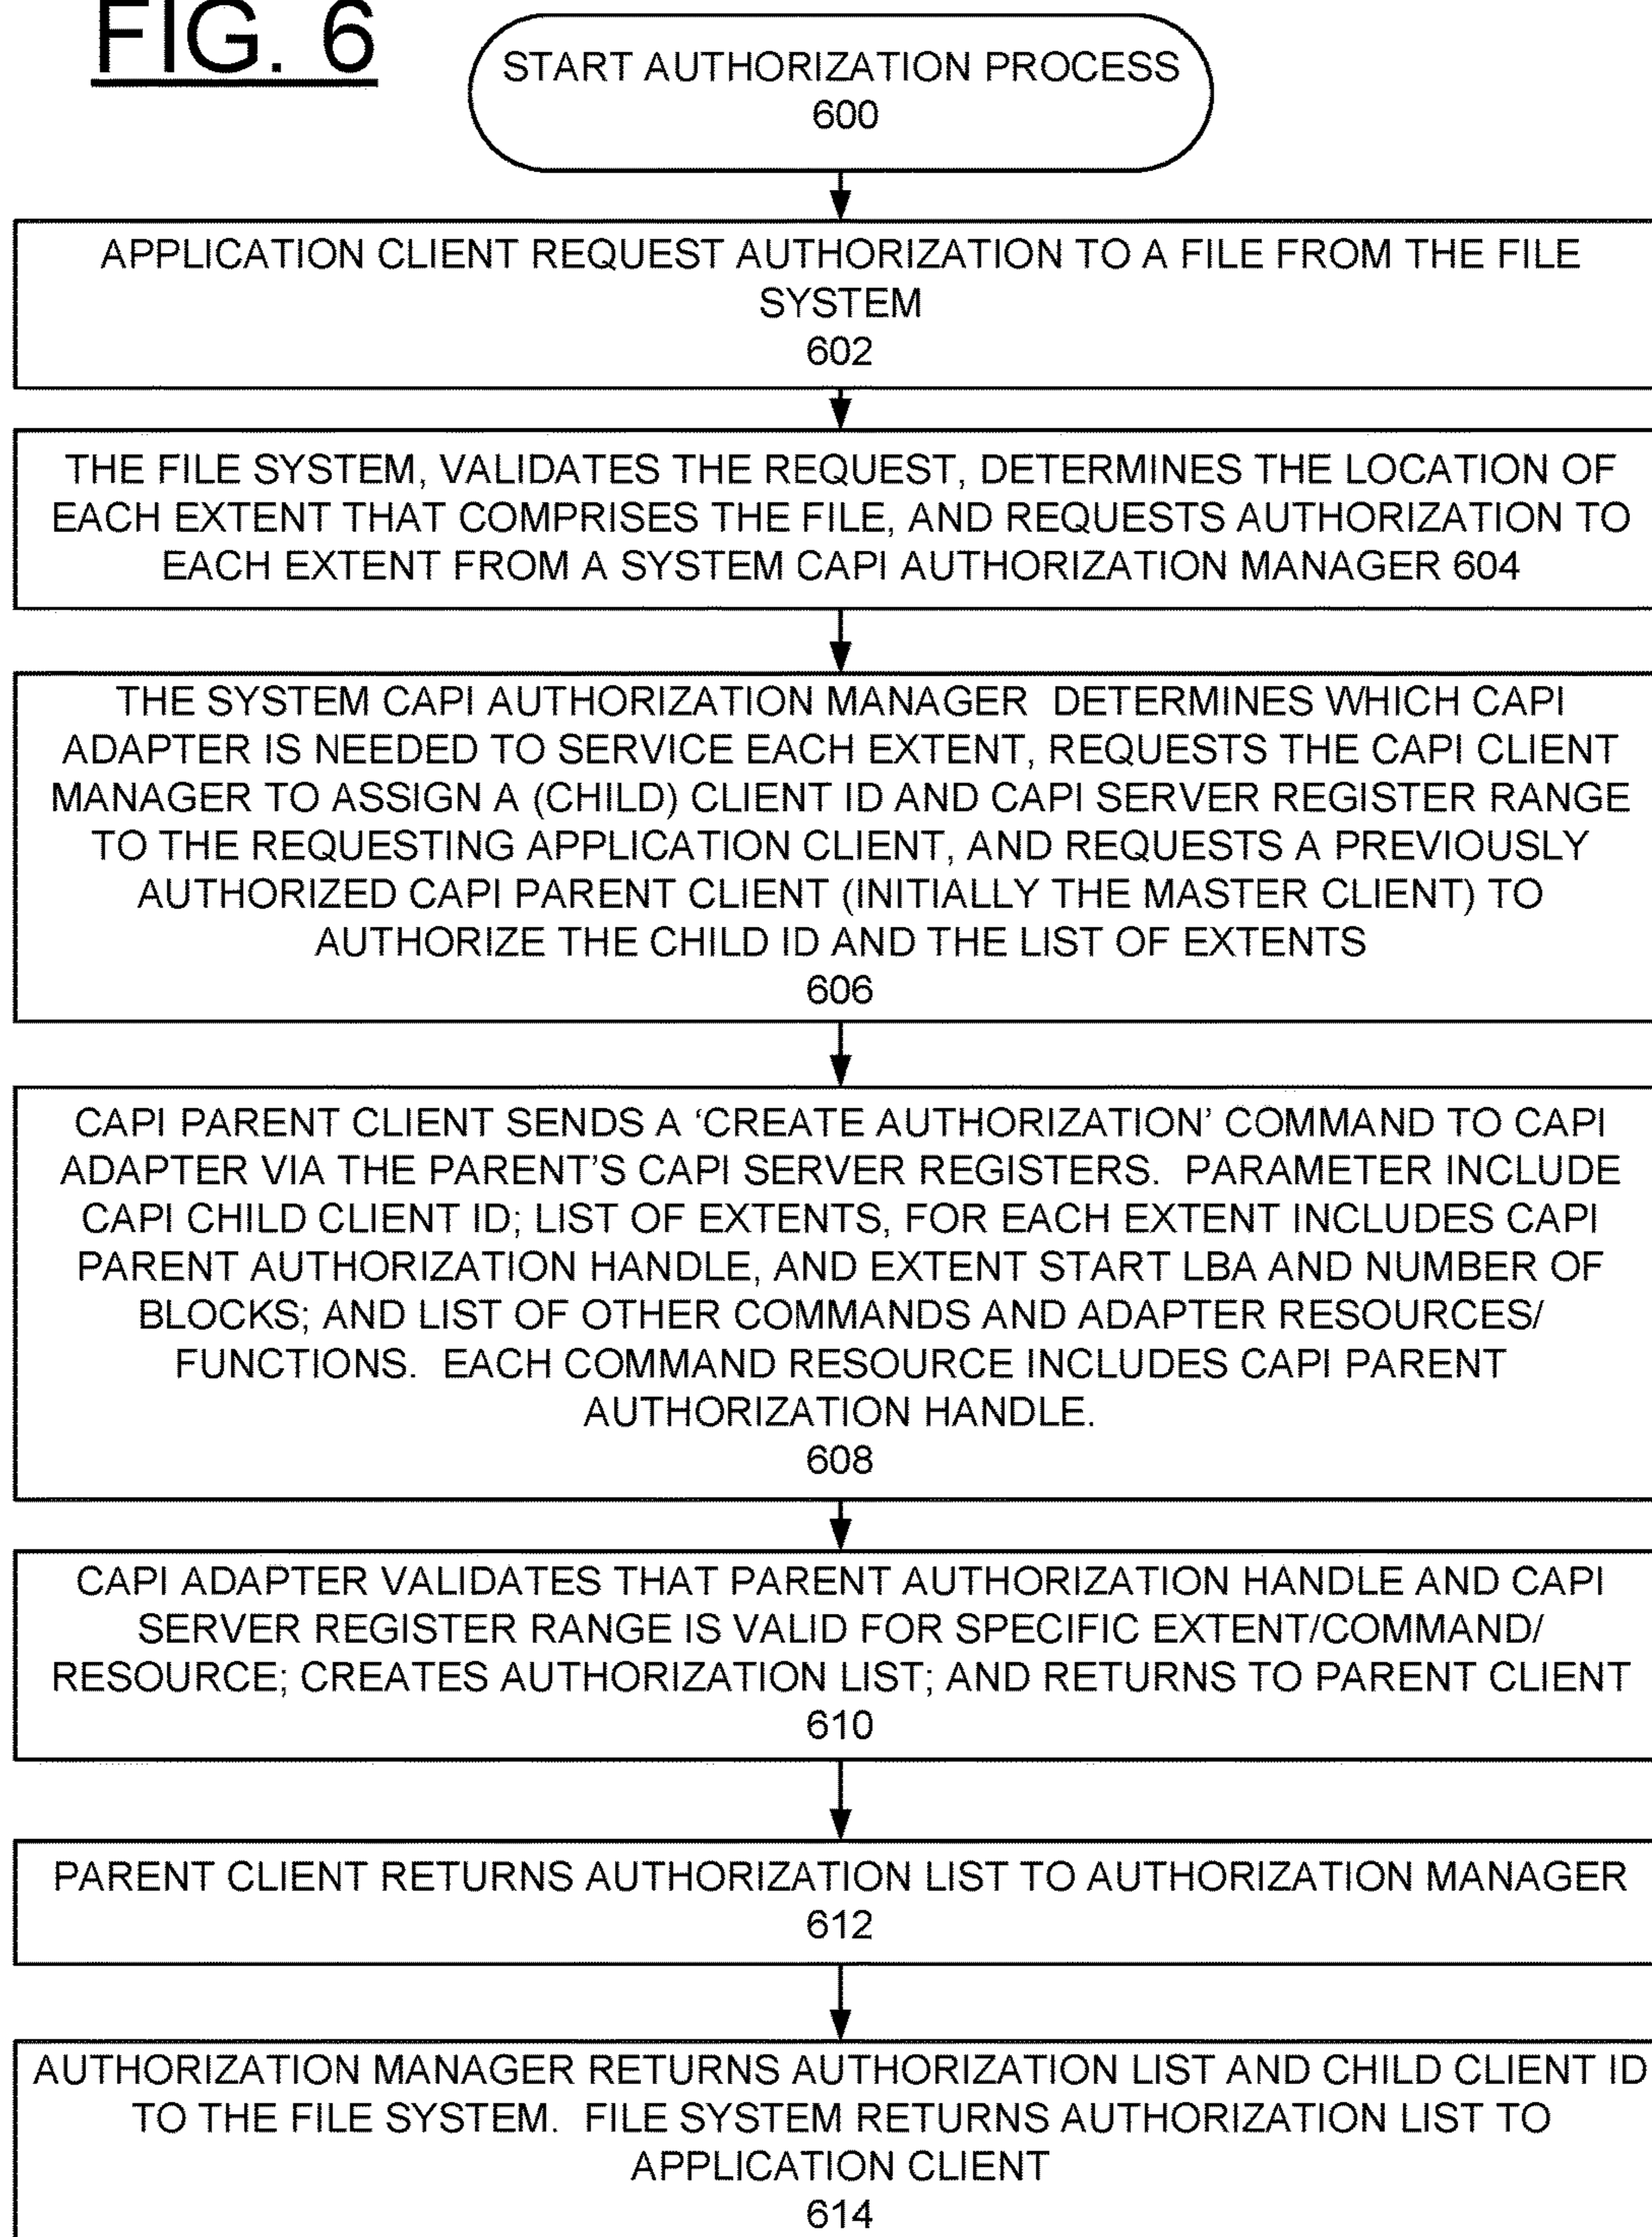 FIG. 6
START AUTHORIZATION PROCESS
600
APPLICATION CLIENT REQUEST AUTHORIZATION TO A FILE FROM THE FILE
SYSTEM
602
THE FILE SYSTEM, VALIDATES THE REQUEST, DETERMINES THE LOCATION OF
EACH EXTENT THAT COMPRISES THE FILE, AND REQUESTS AUTHORIZATION TO
EACH EXTENT FROM A SYSTEM CAPI AUTHORIZATION MANAGER 604
THE SYSTEM CAPI AUTHORIZATION MANAGER DETERMINES WHICH CAPI
ADAPTER IS NEEDED TO SERVICE EACH EXTENT, REQUESTS THE CAPI CLIENT
MANAGER TO ASSIGN A (CHILD) CLIENT ID AND CAPI SERVER REGISTER RANGE
TO THE REQUESTING APPLICATION CLIENT, AND REQUESTS A PREVIOUSLY
AUTHORIZED CAPI PARENT CLIENT (INITIALLY THE MASTER CLIENT) TO
AUTHORIZE THE CHILD ID AND THE LIST OF EXTENTS
606
CAPI PARENT CLIENT SENDS A ‘CREATE AUTHORIZATION’ COMMAND TO CAPI
ADAPTER VIA THE PARENT’S CAPI SERVER REGISTERS. PARAMETER INCLUDE
CAPI CHILD CLIENT ID; LIST OF EXTENTS, FOR EACH EXTENT INCLUDES CAPI
PARENT AUTHORIZATION HANDLE, AND EXTENT START LBA AND NUMBER OF
BLOCKS; AND LIST OF OTHER COMMANDS AND ADAPTER RESOURCES/
FUNCTIONS. EACH COMMAND RESOURCE INCLUDES CAPI PARENT
AUTHORIZATION HANDLE.
608
CAPI ADAPTER VALIDATES THAT PARENT AUTHORIZATION HANDLE AND CAPI
SERVER REGISTER RANGE IS VALID FOR SPECIFIC EXTENT/COMMAND/
RESOURCE; CREATES AUTHORIZATION LIST; AND RETURNS TO PARENT CLIENT
610
PARENT CLIENT RETURNS AUTHORIZATION LIST TO AUTHORIZATION MANAGER
612
AUTHORIZATION MANAGER RETURNS AUTHORIZATION LIST AND CHILD CLIENT ID
TO THE FILE SYSTEM. FILE SYSTEM RETURNS AUTHORIZATION LIST TO
APPLICATION CLIENT
614